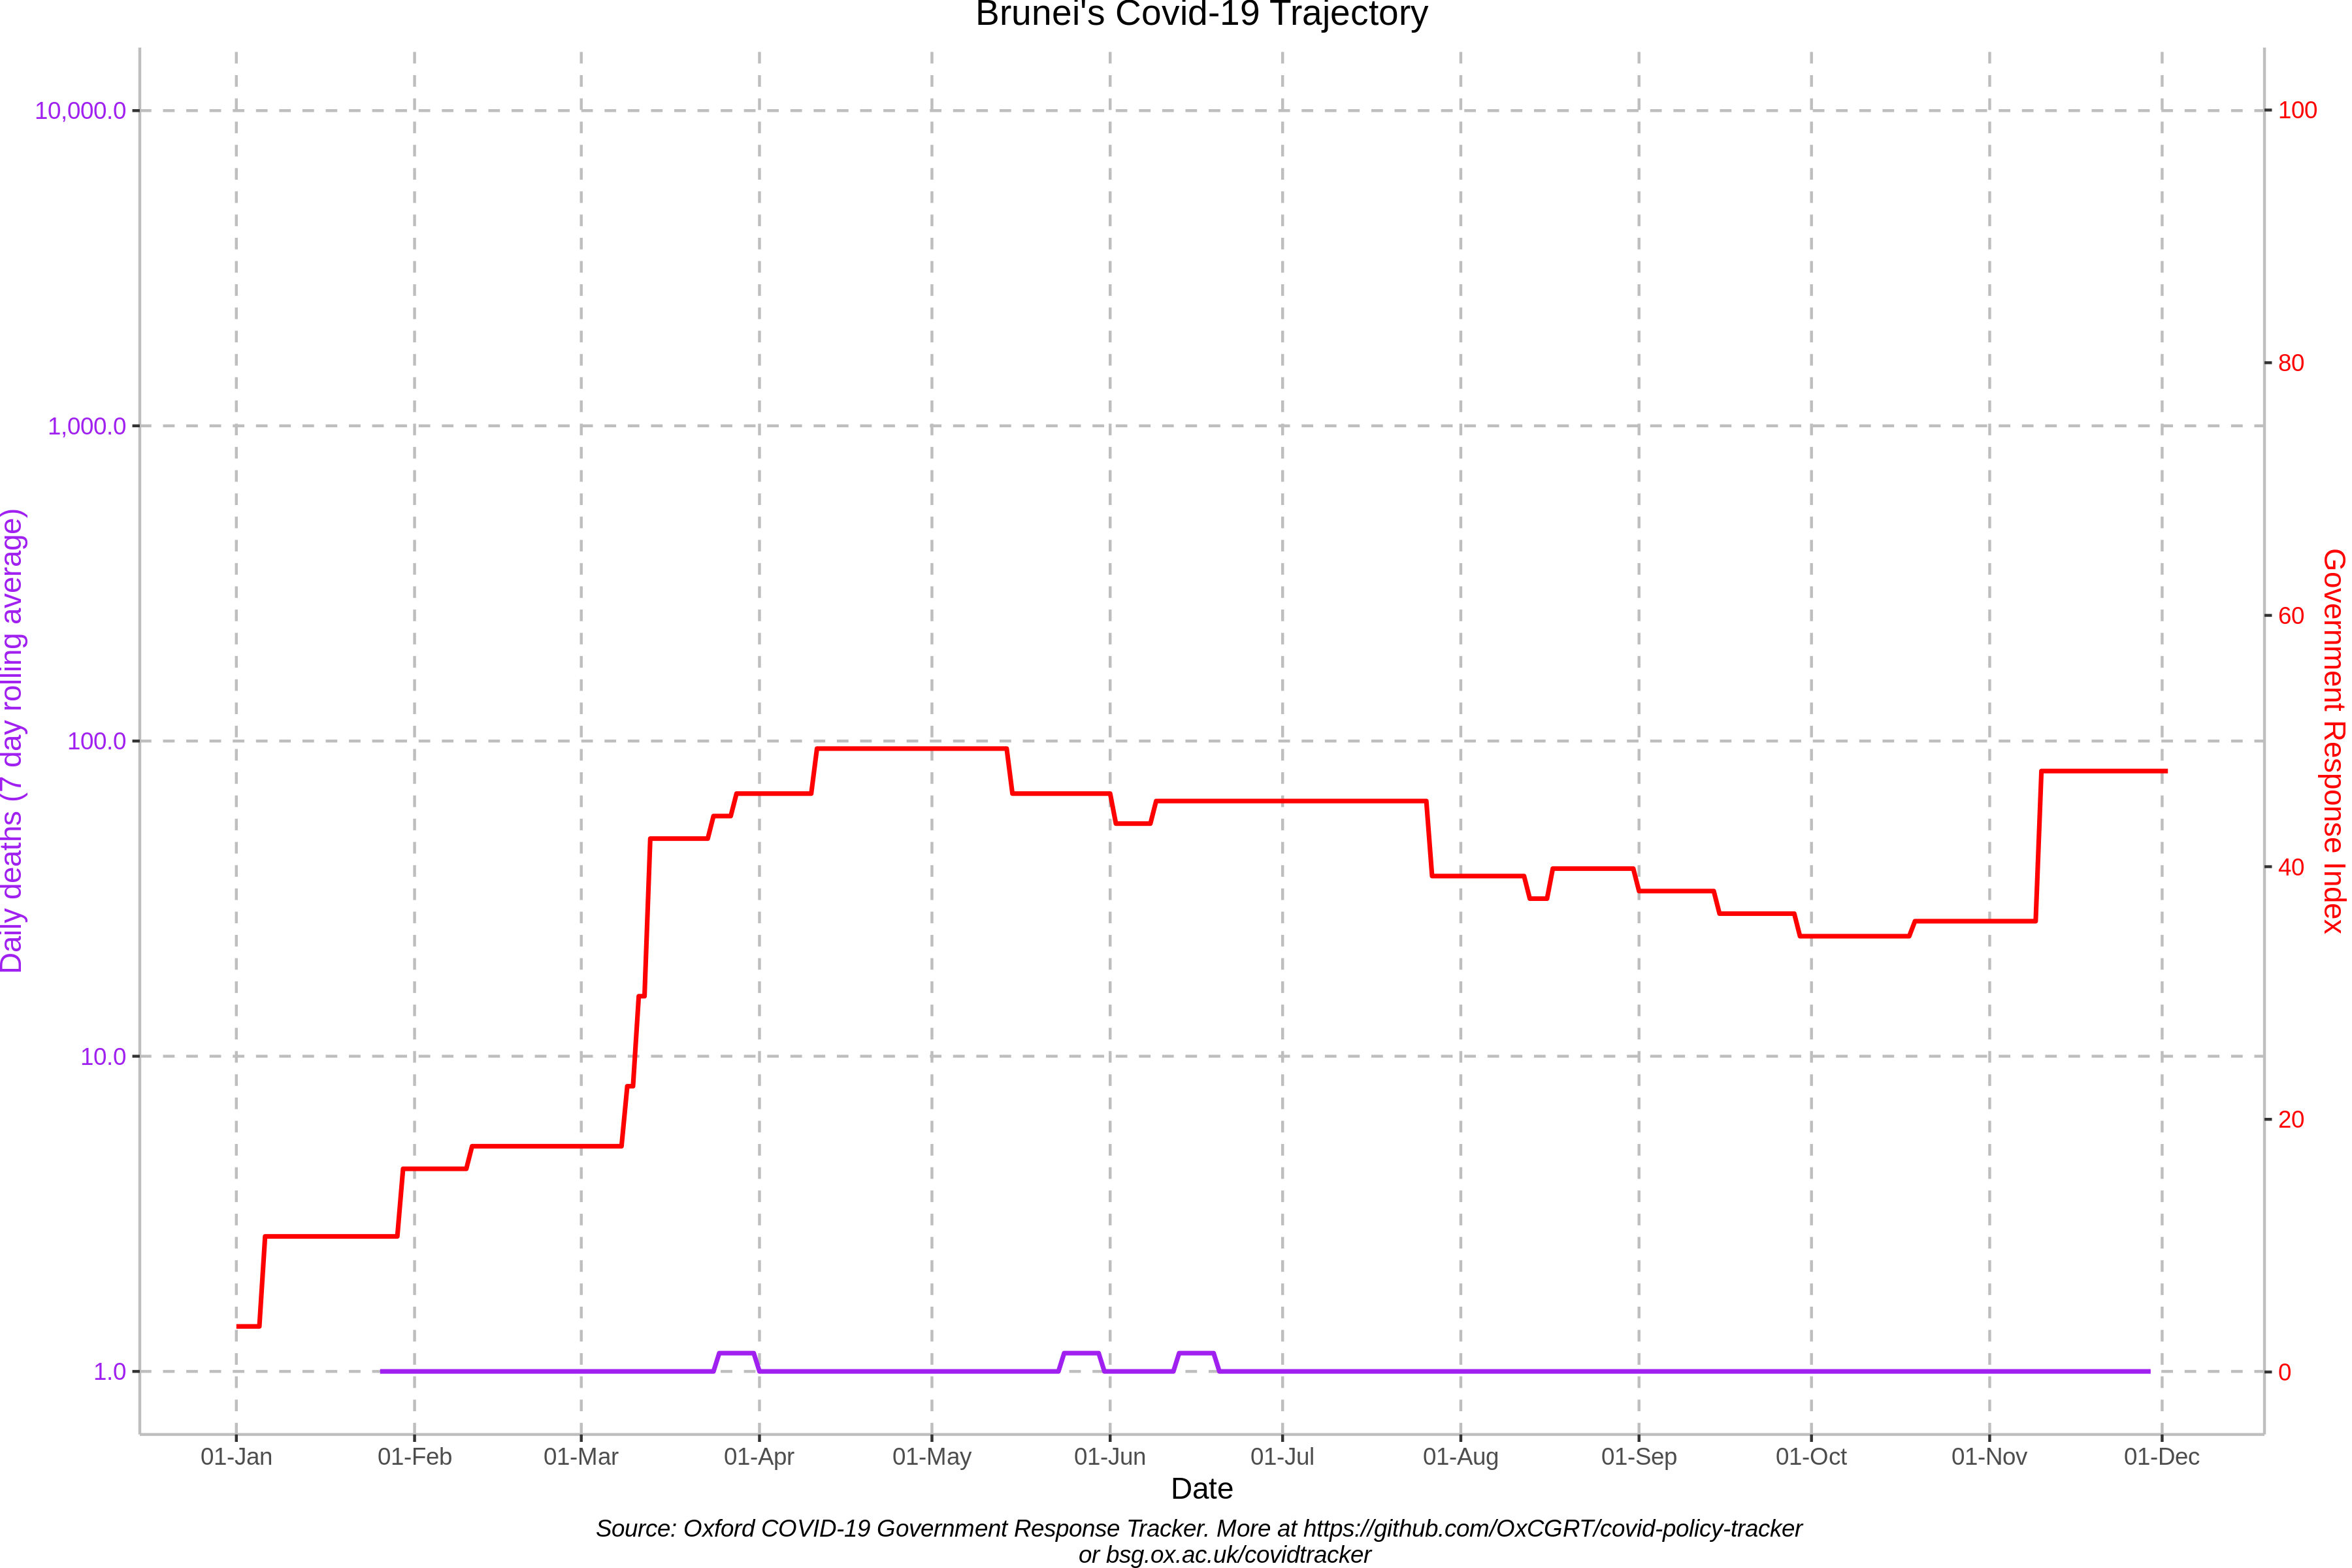 Brunei's Covid-19 Trajectory
Daily deaths (7 day rolling average)
10,000.0
1,000.0
100.0
10.0
1.0
100
80
60
40
20
0
Government Response Index
01-Jan
01-Feb
01-Mar
01-Apr
01-May
01-Jun
01-Jul
01-Aug
01-Sep
01-Oct
01-Nov
01-Dec
Date
Source: Oxford COVID-19 Government Response Tracker. More at https://github.com/OxCGRT/covid-policy-tracker
or bsg.ox.ac.uk/covidtracker